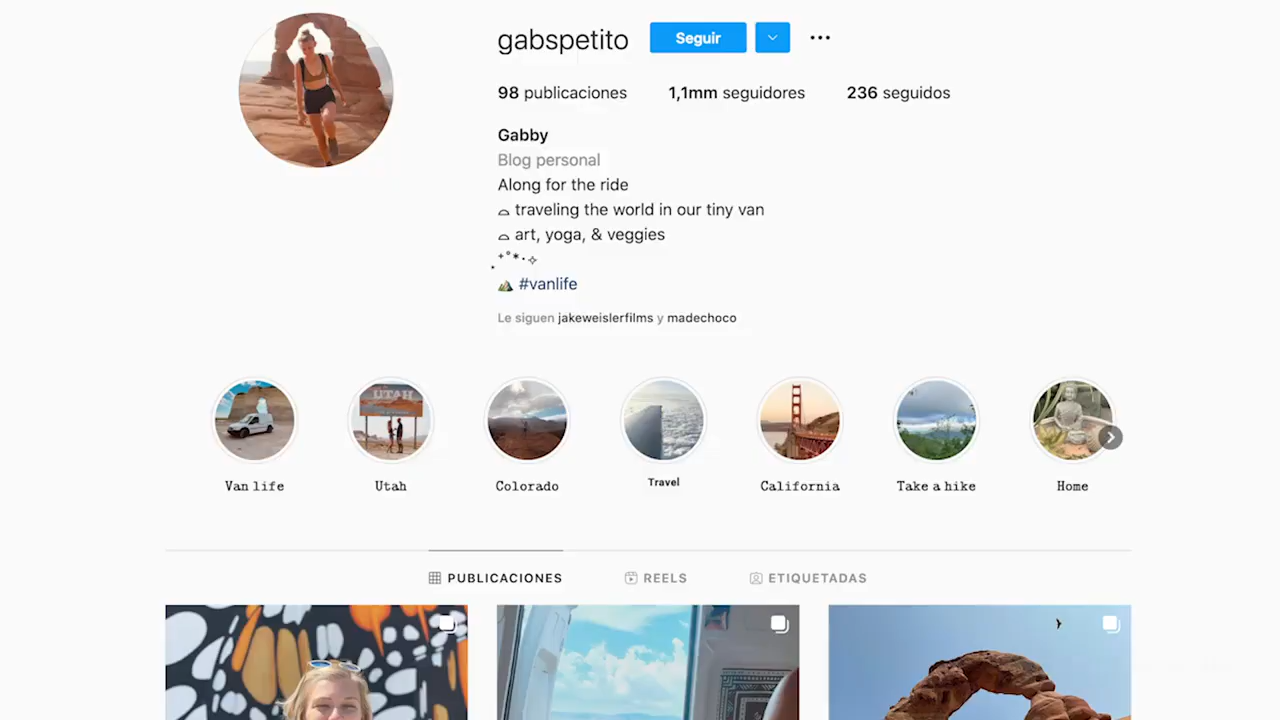 gabspetito Seguir
98 publicaciones 1,1mm seguidores 236 seguidos
Gabby
Blog personal
Along for the ride
⌓ traveling the world in our tiny van
⌓ art, yoga, & veggies
.⁺˚*･✧
⛰️ #vanlife
Le siguen jakeweislerfilms y madechoco
UTAH
Van life Utah Colorado Travel California Take a hike Home
PUBLICACIONES REELS ETIQUETADAS